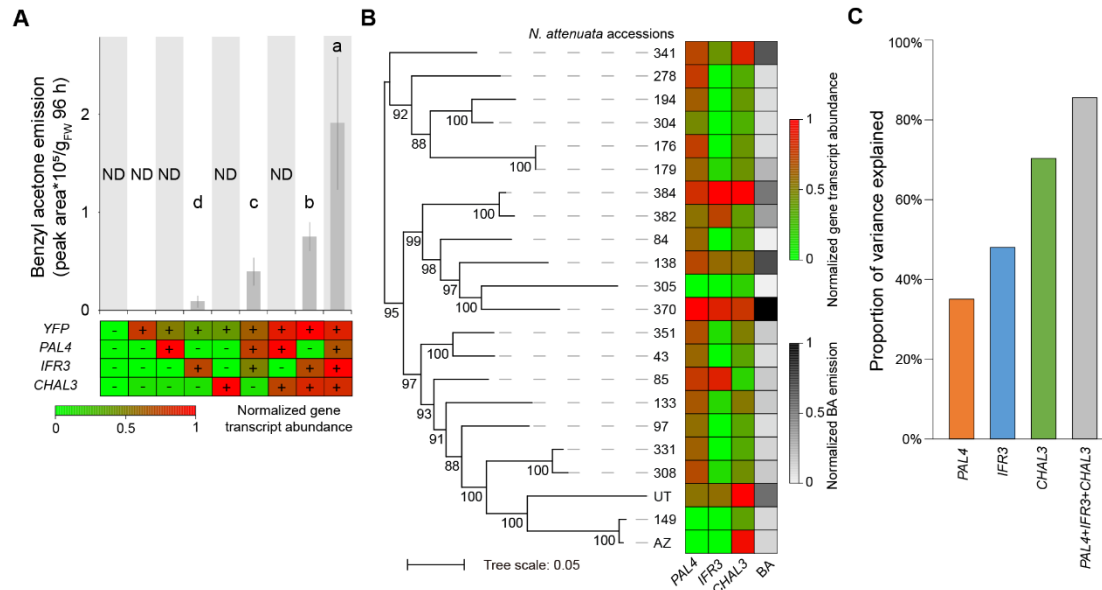 A
Benzyl acetone emission
(peak area*10⁵/gFW 96 h)
2
1
0
ND
ND
ND
d
ND
c
ND
b
a
YFP - + + + + + + + +
PAL4 - - + - - + + - +
IFR3 - - - + - + - + +
CHAL3 - - - - + - + + +
0 0.5 1
Normalized gene
transcript abundance
B
N. attenuata accessions
341
278
194
304
176
179
384
382
84
138
305
370
351
43
85
133
97
331
308
UT
149
AZ
92
88
100
100
100
99
98
97
100
95
97
100
93
91
88
100
100
100
100
Tree scale: 0.05
PAL4
IFR3
CHAL3
BA
1
0.5
0
Normalized gene transcript abundance
1
0.5
0
Normalized BA emission
C
Proportion of variance explained
100%
80%
60%
40%
20%
0%
PAL4
IFR3
CHAL3
PAL4+IFR3+CHAL3